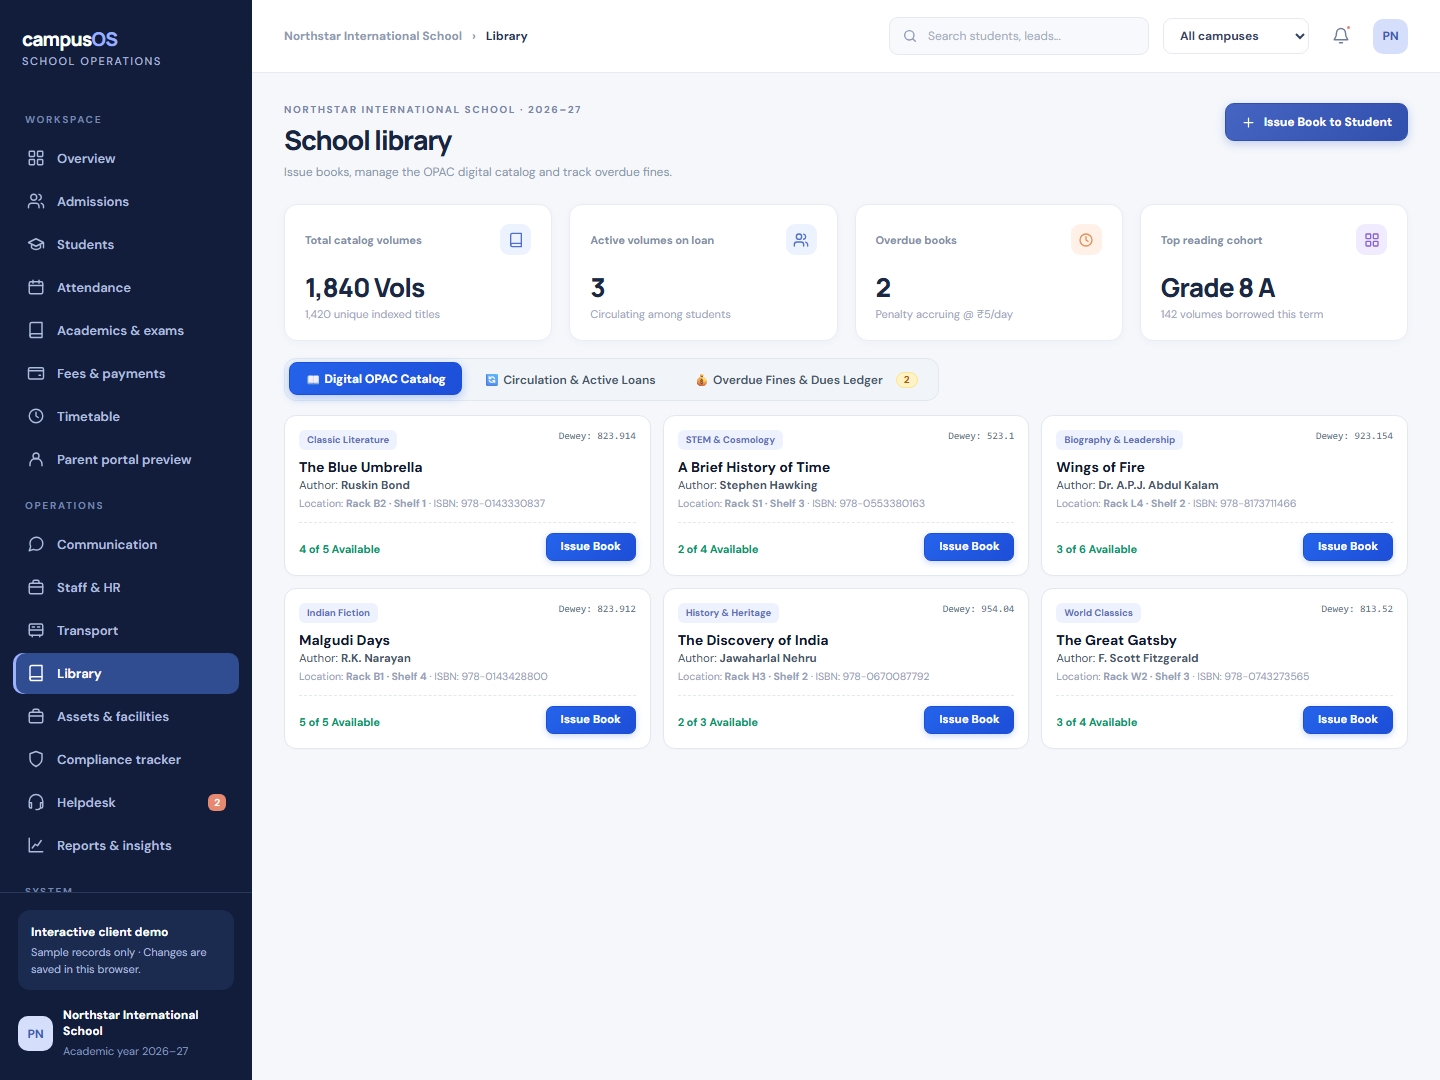 campusOS
SCHOOL OPERATIONS
WORKSPACE
Overview
Admissions
Students
Attendance
Academics & exams
Fees & payments
Timetable
Parent portal preview
OPERATIONS
Communication
Staff & HR
Transport
Library
Assets & facilities
Compliance tracker
Helpdesk 2
Reports & insights
SYSTEM
Interactive client demo
Sample records only · Changes are
saved in this browser.
PN
Northstar International
School
Academic year 2026–27
Northstar International School › Library
Search students, leads...
All campuses
PN
NORTHSTAR INTERNATIONAL SCHOOL · 2026–27
School library
Issue books, manage the OPAC digital catalog and track overdue fines.
+ Issue Book to Student
Total catalog volumes
1,840 Vols
1,420 unique indexed titles
Active volumes on loan
3
Circulating among students
Overdue books
2
Penalty accruing @ ₹5/day
Top reading cohort
Grade 8 A
142 volumes borrowed this term
Digital OPAC Catalog
Circulation & Active Loans
Overdue Fines & Dues Ledger 2
Classic Literature
Dewey: 823.914
The Blue Umbrella
Author: Ruskin Bond
Location: Rack B2 · Shelf 1 · ISBN: 978-0143330837
4 of 5 Available
Issue Book
STEM & Cosmology
Dewey: 523.1
A Brief History of Time
Author: Stephen Hawking
Location: Rack S1 · Shelf 3 · ISBN: 978-0553380163
2 of 4 Available
Issue Book
Biography & Leadership
Dewey: 923.154
Wings of Fire
Author: Dr. A.P.J. Abdul Kalam
Location: Rack L4 · Shelf 2 · ISBN: 978-8173711466
3 of 6 Available
Issue Book
Indian Fiction
Dewey: 823.912
Malgudi Days
Author: R.K. Narayan
Location: Rack B1 · Shelf 4 · ISBN: 978-0143428800
5 of 5 Available
Issue Book
History & Heritage
Dewey: 954.04
The Discovery of India
Author: Jawaharlal Nehru
Location: Rack H3 · Shelf 2 · ISBN: 978-0670087792
2 of 3 Available
Issue Book
World Classics
Dewey: 813.52
The Great Gatsby
Author: F. Scott Fitzgerald
Location: Rack W2 · Shelf 3 · ISBN: 978-0743273565
3 of 4 Available
Issue Book